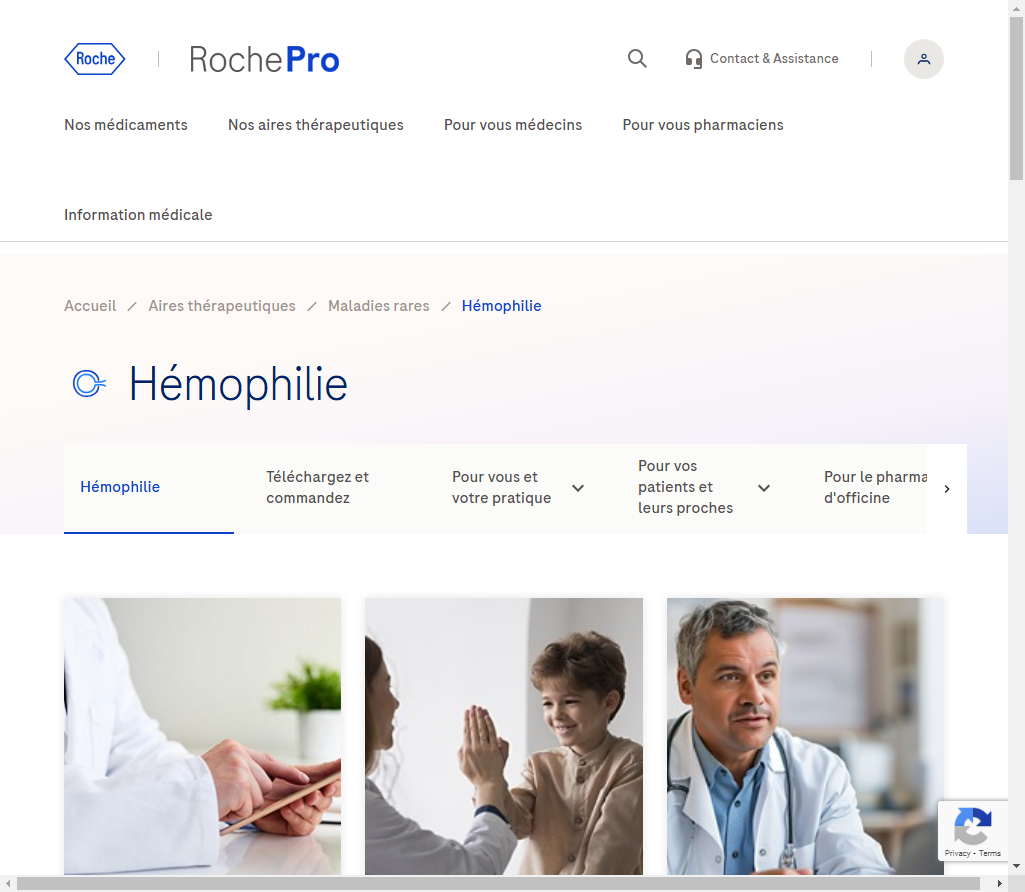 Roche
RochePro
Contact & Assistance
Nos médicaments
Nos aires thérapeutiques
Pour vous médecins
Pour vous pharmaciens
Information médicale
Accueil / Aires thérapeutiques / Maladies rares / Hémophilie
Hémophilie
Hémophilie
Téléchargez et
commandez
Pour vous et
votre pratique
Pour vos
patients et
leurs proches
Pour le pharma
d'officine
Privacy - Terms